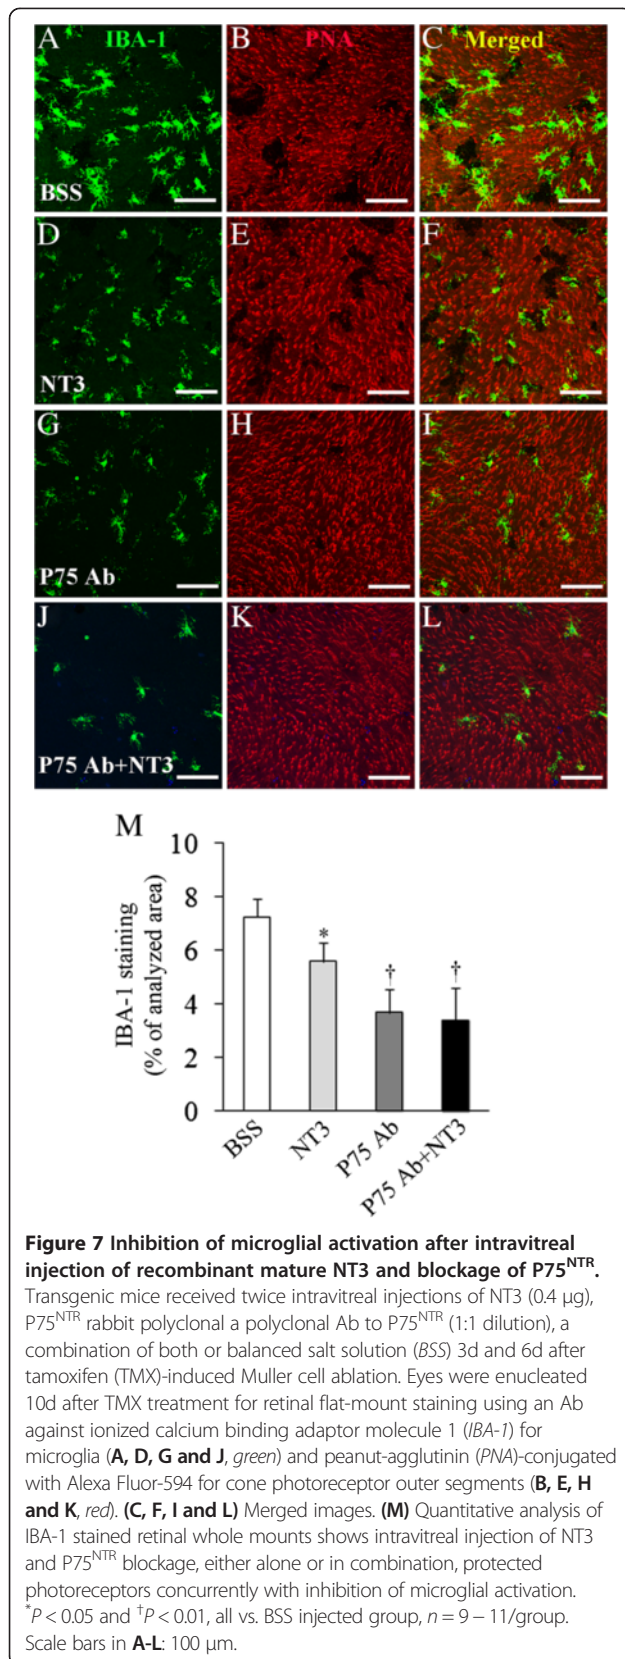 A IBA-1 B PNA C Merged
BSS
D E F
NT3
G H I
P75 Ab
J K L
P75 Ab+NT3
M
10
8
6
4
2
0
IBA-1 staining
(% of analyzed area)
*
†
†
BSS
NT3
P75 Ab
P75 Ab+NT3
Figure 7 Inhibition of microglial activation after intravitreal
injection of recombinant mature NT3 and blockage of P75^NTR.
Transgenic mice received twice intravitreal injections of NT3 (0.4 μg),
P75^NTR rabbit polyclonal a polyclonal Ab to P75^NTR (1:1 dilution), a
combination of both or balanced salt solution (BSS) 3d and 6d after
tamoxifen (TMX)-induced Muller cell ablation. Eyes were enucleated
10d after TMX treatment for retinal flat-mount staining using an Ab
against ionized calcium binding adaptor molecule 1 (IBA-1) for
microglia (A, D, G and J, green) and peanut-agglutinin (PNA)-conjugated
with Alexa Fluor-594 for cone photoreceptor outer segments (B, E, H
and K, red). (C, F, I and L) Merged images. (M) Quantitative analysis of
IBA-1 stained retinal whole mounts shows intravitreal injection of NT3
and P75^NTR blockage, either alone or in combination, protected
photoreceptors concurrently with inhibition of microglial activation.
*P < 0.05 and †P < 0.01, all vs. BSS injected group, n = 9 – 11/group.
Scale bars in A-L: 100 μm.